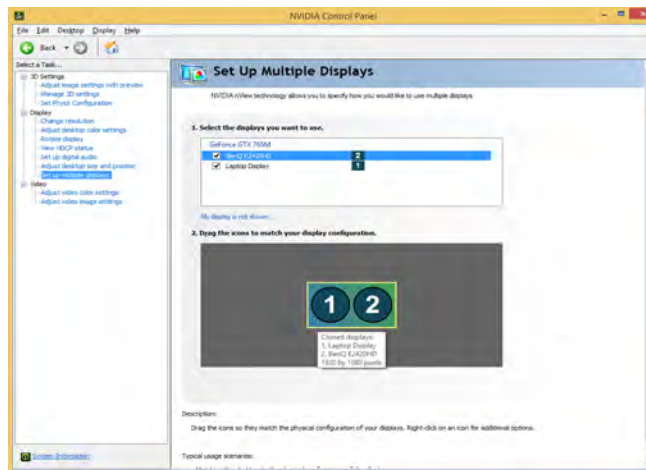 NVIDIA Control Panel
File Edit Desktop Display Help
Back
Select a Task...
3D Settings
Adjust image settings with preview
Manage 3D settings
Set PhysX Configuration
Display
Change resolution
Adjust desktop color settings
Rotate display
View HDCP status
Set up digital audio
Adjust desktop size and position
Set up multiple displays
Video
Adjust video color settings
Adjust video image settings
System Information
Set Up Multiple Displays
NVIDIA nView technology allows you to specify how you would like to use multiple displays.
1. Select the displays you want to use.
GeForce GTX 765M
BenQ E2420HD 2
Laptop Display 1
My display is not shown...
2. Drag the icons to match your display configuration.
1 2
Cloned displays:
1. Laptop Display
2. BenQ E2420HD
1920 by 1080 pixels
Description:
Drag the icons so they match the physical configuration of your displays. Right-click on an icon for additional options.
Typical usage scenarios: